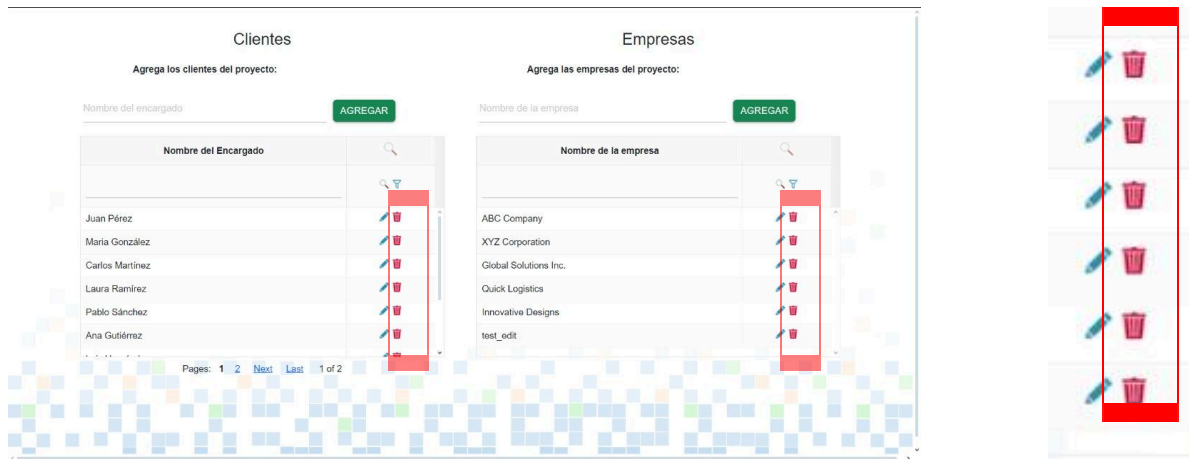 Clientes
Agrega los clientes del proyecto:
Nombre del encargado
AGREGAR
Nombre del Encargado
Juan Pérez
Maria González
Carlos Martínez
Laura Ramírez
Pablo Sánchez
Ana Gutiérrez
Pages: 1 2 Next Last 1 of 2
Empresas
Agrega las empresas del proyecto:
Nombre de la empresa
AGREGAR
Nombre de la empresa
ABC Company
XYZ Corporation
Global Solutions Inc.
Quick Logistics
Innovative Designs
test_edit